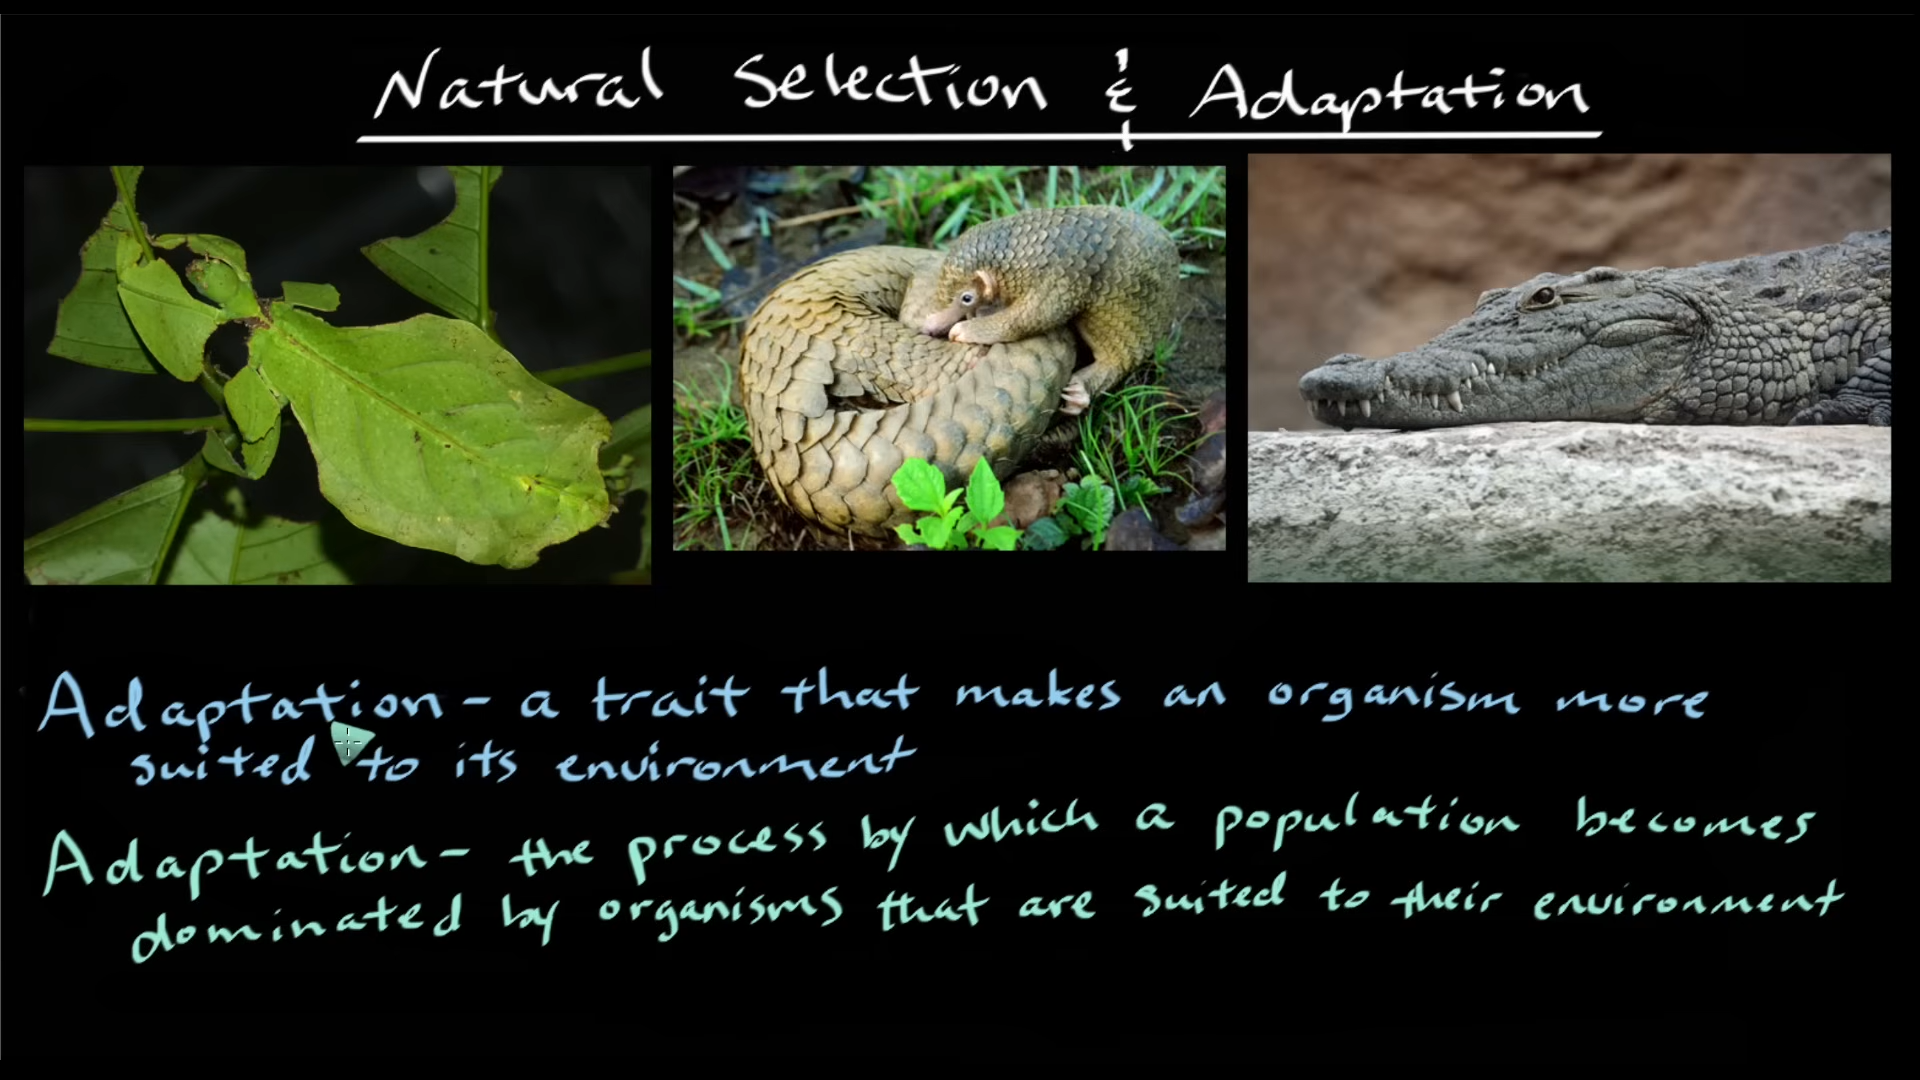 Natural Selection & Adaptation
Adaptation - a trait that makes an organism more
suited to its environment
Adaptation - the process by which a population becomes
dominated by organisms that are suited to their environment